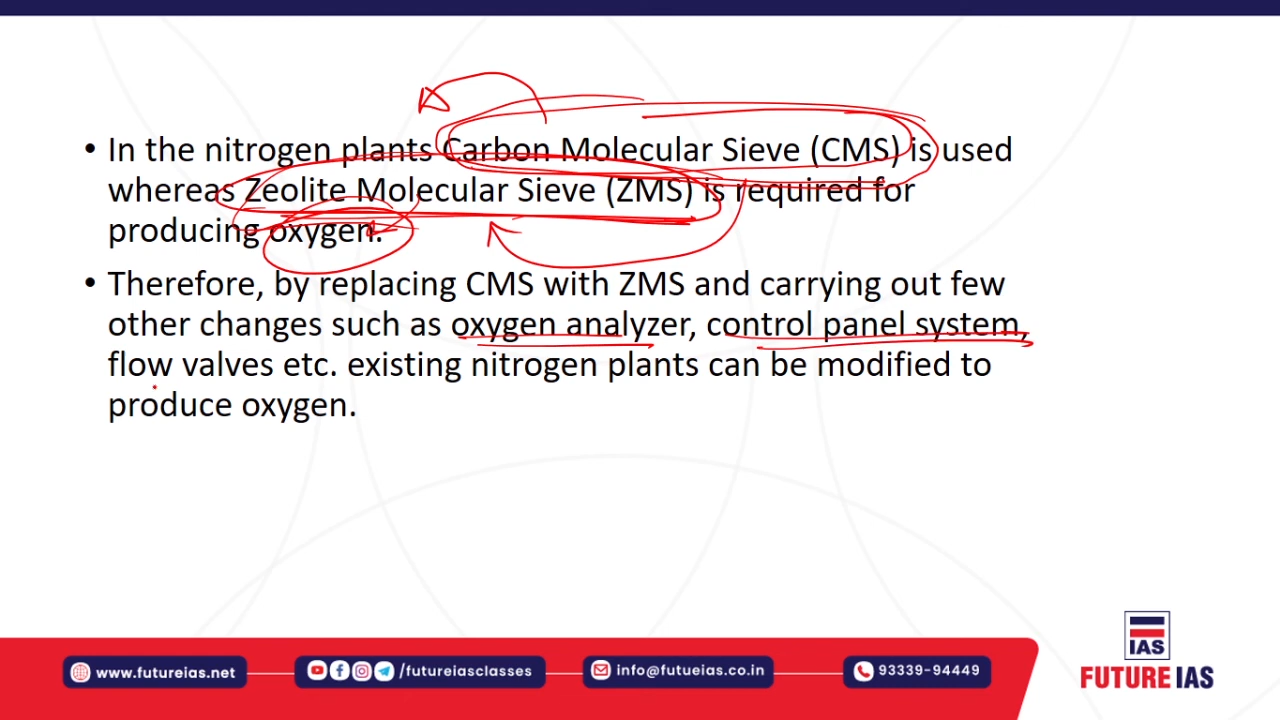 • In the nitrogen plants Carbon Molecular Sieve (CMS) is used
whereas Zeolite Molecular Sieve (ZMS) is required for
producing oxygen.
• Therefore, by replacing CMS with ZMS and carrying out few
other changes such as oxygen analyzer, control panel system,
flow valves etc. existing nitrogen plants can be modified to
produce oxygen.
IAS
www.futureias.net
/futureiasclasses
info@futueias.co.in
93339-94449
FUTURE IAS